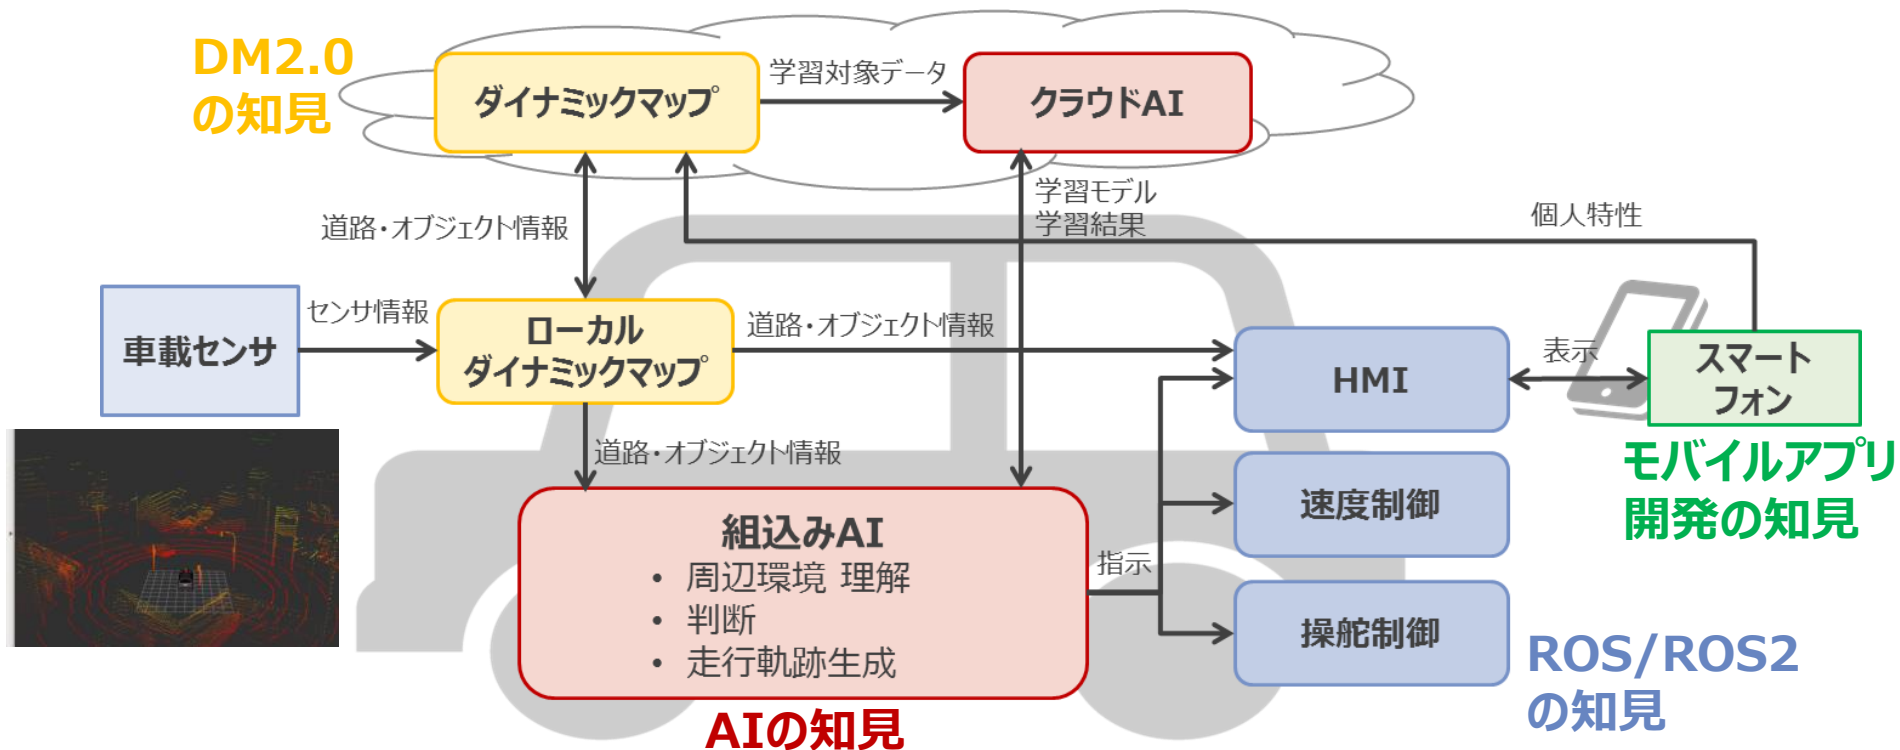 DM2.0
の知見
ダイナミックマップ
学習対象データ
クラウドAI
道路・オブジェクト情報
学習モデル
学習結果
個人特性
車載センサ
センサ情報
ローカル
ダイナミックマップ
道路・オブジェクト情報
HMI
表示
スマート
フォン
モバイルアプリ
開発の知見
道路・オブジェクト情報
組込みAI
• 周辺環境 理解
• 判断
• 走行軌跡生成
指示
速度制御
操舵制御
AIの知見
ROS/ROS2
の知見